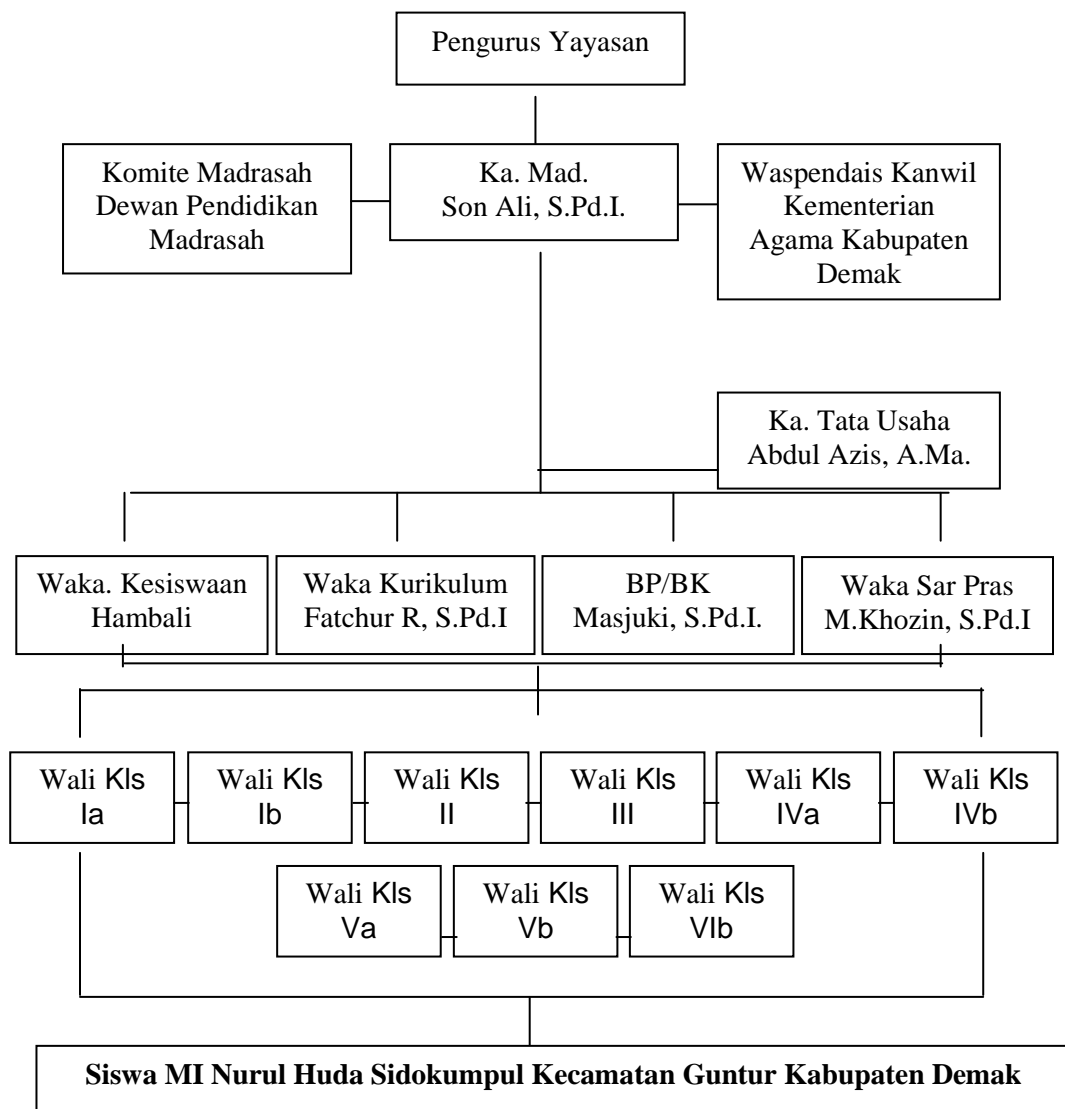 Pengurus Yayasan
Komite Madrasah
Dewan Pendidikan
Madrasah
Ka. Mad.
Son Ali, S.Pd.I.
Waspendais Kanwil
Kementerian
Agama Kabupaten
Demak
Ka. Tata Usaha
Abdul Azis, A.Ma.
Waka. Kesiswaan
Hambali
Waka Kurikulum
Fatchur R, S.Pd.I
BP/BK
Masjuki, S.Pd.I.
Waka Sar Pras
M.Khozin, S.Pd.I
Wali Kls
Ia
Wali Kls
Ib
Wali Kls
II
Wali Kls
III
Wali Kls
IVa
Wali Kls
IVb
Wali Kls
Va
Wali Kls
Vb
Wali Kls
VIb
Siswa MI Nurul Huda Sidokumpul Kecamatan Guntur Kabupaten Demak